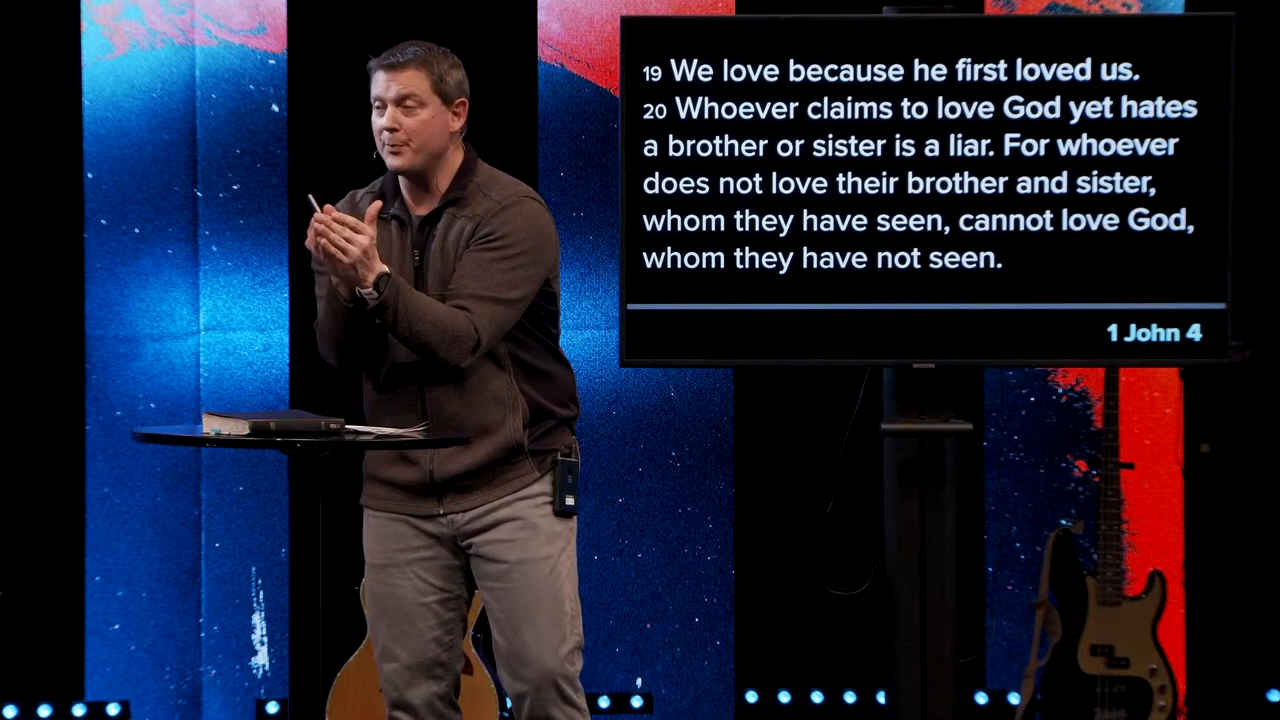 19 We love because he first loved us.
20 Whoever claims to love God yet hates
a brother or sister is a liar. For whoever
does not love their brother and sister,
whom they have seen, cannot love God,
whom they have not seen.
1 John 4